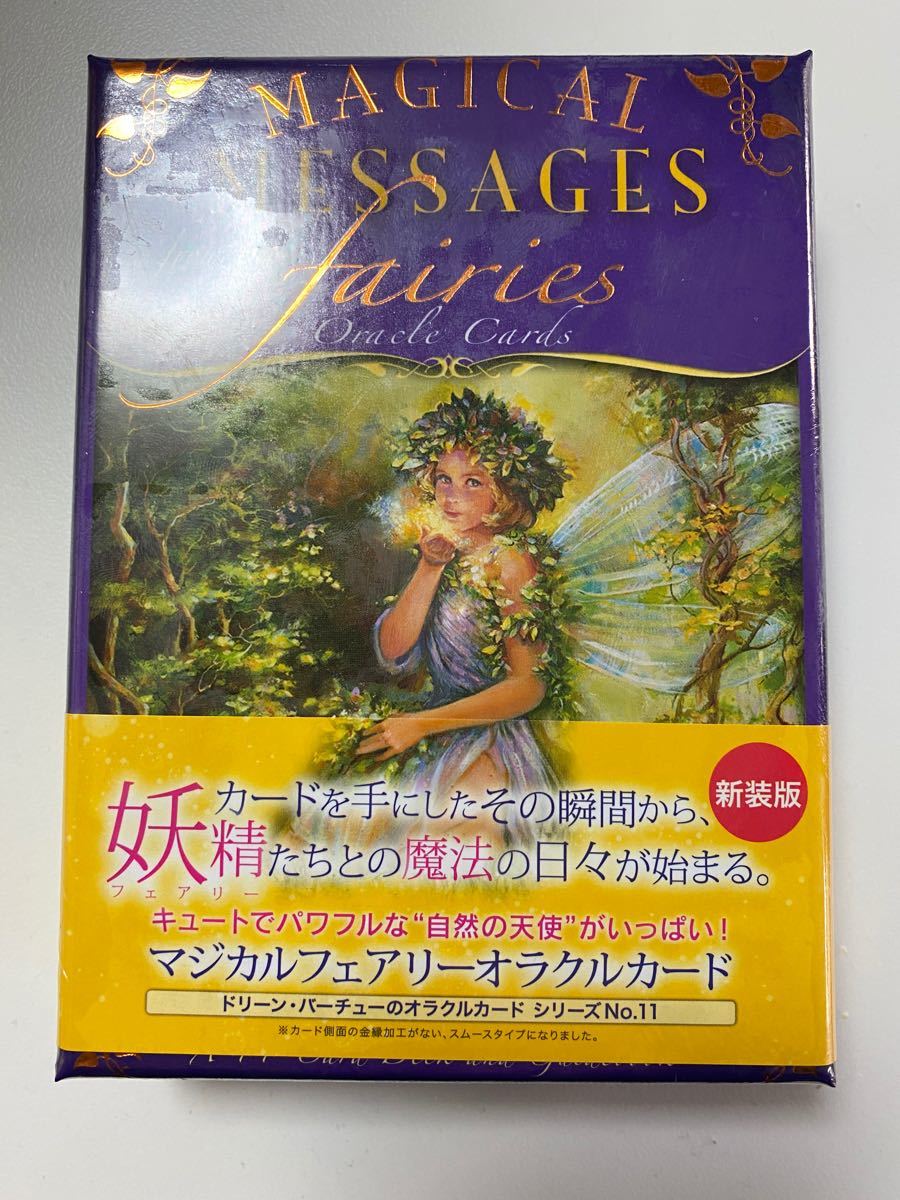 MAGICAL
MESSAGES
fairies
Oracle Cards
カードを手にしたその瞬間から、
新装版
妖精たちとの魔法の日々が始まる。
フェアリー
キュートでパワフルな“自然の天使”がいっぱい！
マジカルフェアリーオラクルカード
ドリーン・バーチューのオラクルカード シリーズNo.11
※カード側面の金縁加工がない、スムースタイプになりました。